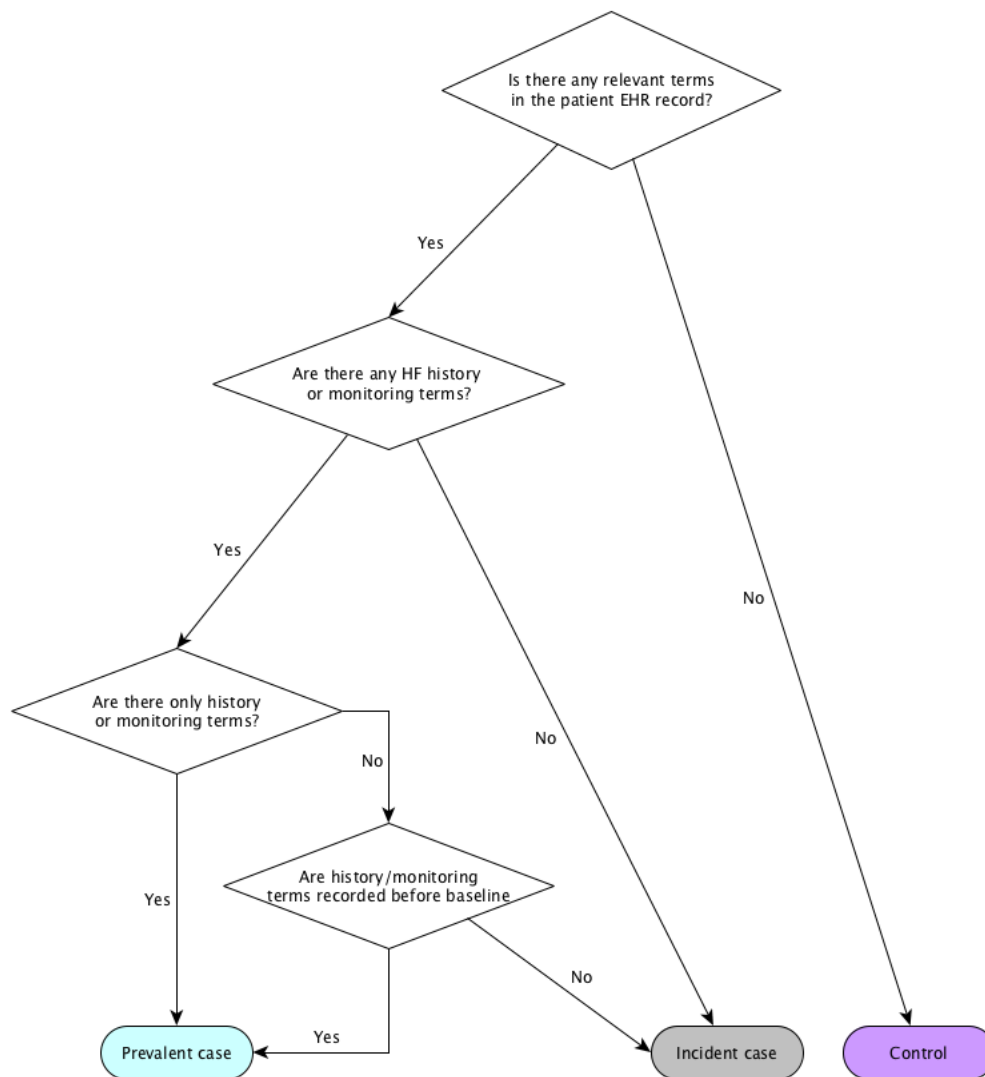 Is there any relevant terms
in the patient EHR record?
Yes
Are there any HF history
or monitoring terms?
Yes
No
No
Are there only history
or monitoring terms?
No
Are history/monitoring
terms recorded before baseline
Yes
No
Yes
Prevalent case
Incident case
Control